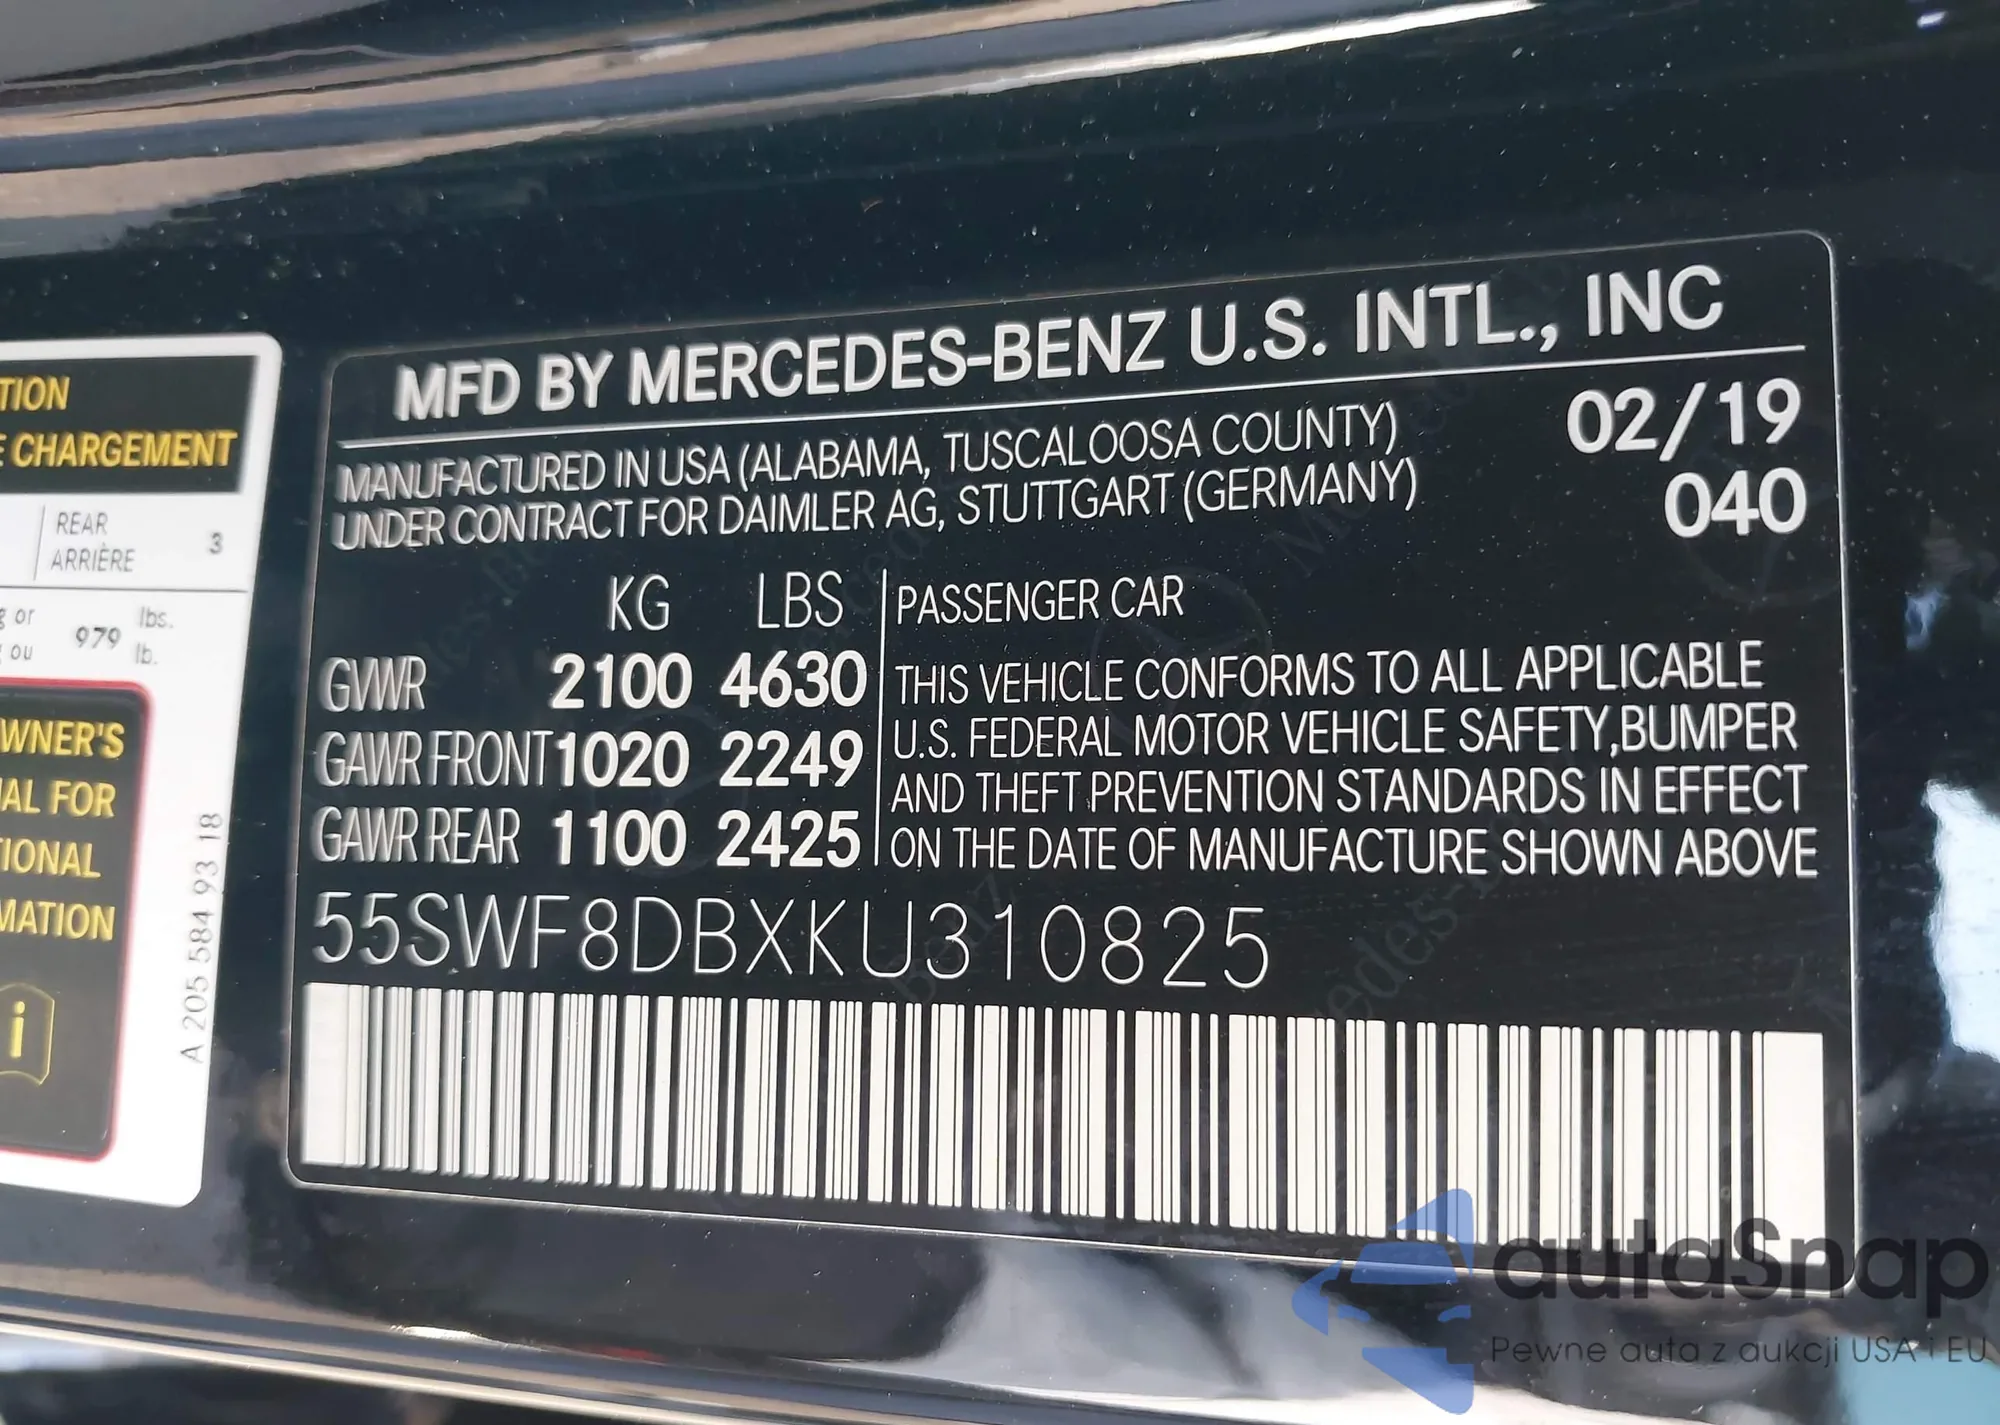 TION
E CHARGEMENT
REAR
ARRIÈRE
3
g or
ou
979
lbs.
lb.
WNER'S
AL FOR
TIONAL
MATION
i
A 205 584 93 18
MFD BY MERCEDES-BENZ U.S. INTL., INC
MANUFACTURED IN USA (ALABAMA, TUSCALOOSA COUNTY)
UNDER CONTRACT FOR DAIMLER AG, STUTTGART (GERMANY)
02/19
040
KG LBS
GVWR 2100 4630
GAWR FRONT 1020 2249
GAWR REAR 1100 2425
PASSENGER CAR
THIS VEHICLE CONFORMS TO ALL APPLICABLE
U.S. FEDERAL MOTOR VEHICLE SAFETY,BUMPER
AND THEFT PREVENTION STANDARDS IN EFFECT
ON THE DATE OF MANUFACTURE SHOWN ABOVE
55SWF8DBXKU310825
autaSnap
Pewne auta z aukcji USA i EU